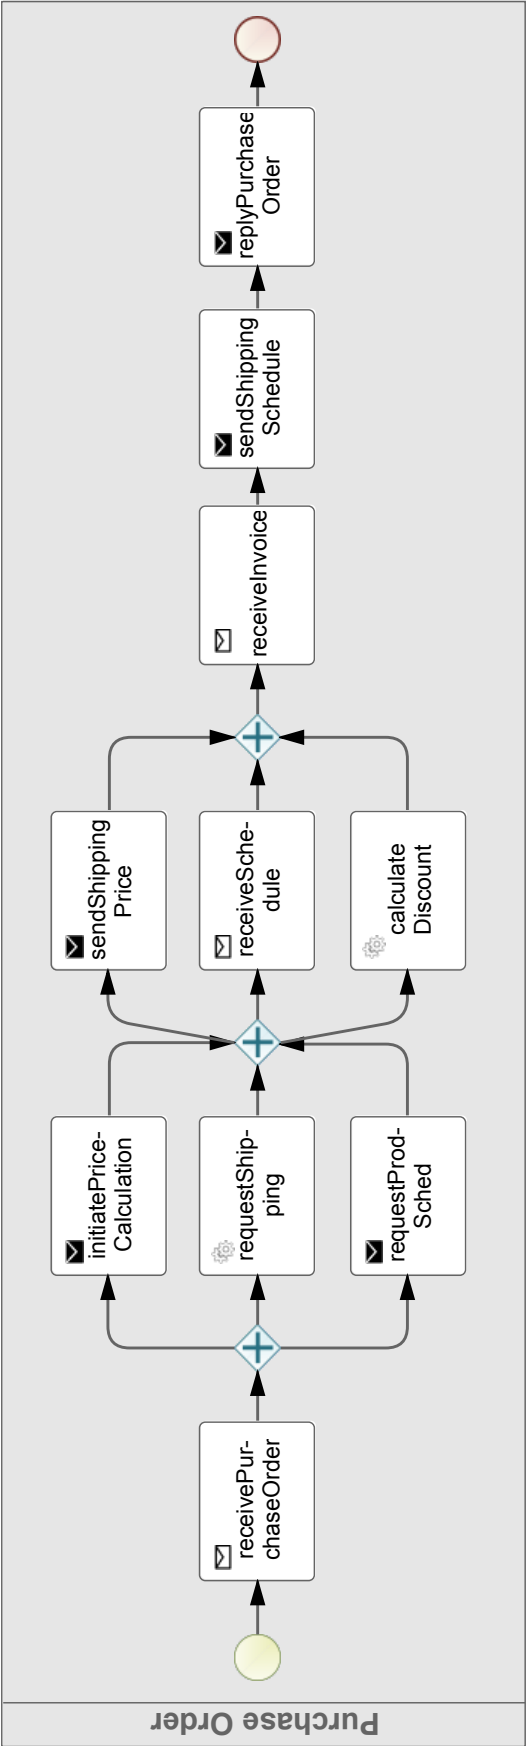 Purchase Order
receivePur-
chaseOrder
initiatePrice-
Calculation
requestShip-
ping
requestProd-
Sched
sendShipping
Price
receiveSche-
dule
calculate
Discount
receiveInvoice
sendShipping
Schedule
replyPurchase
Order